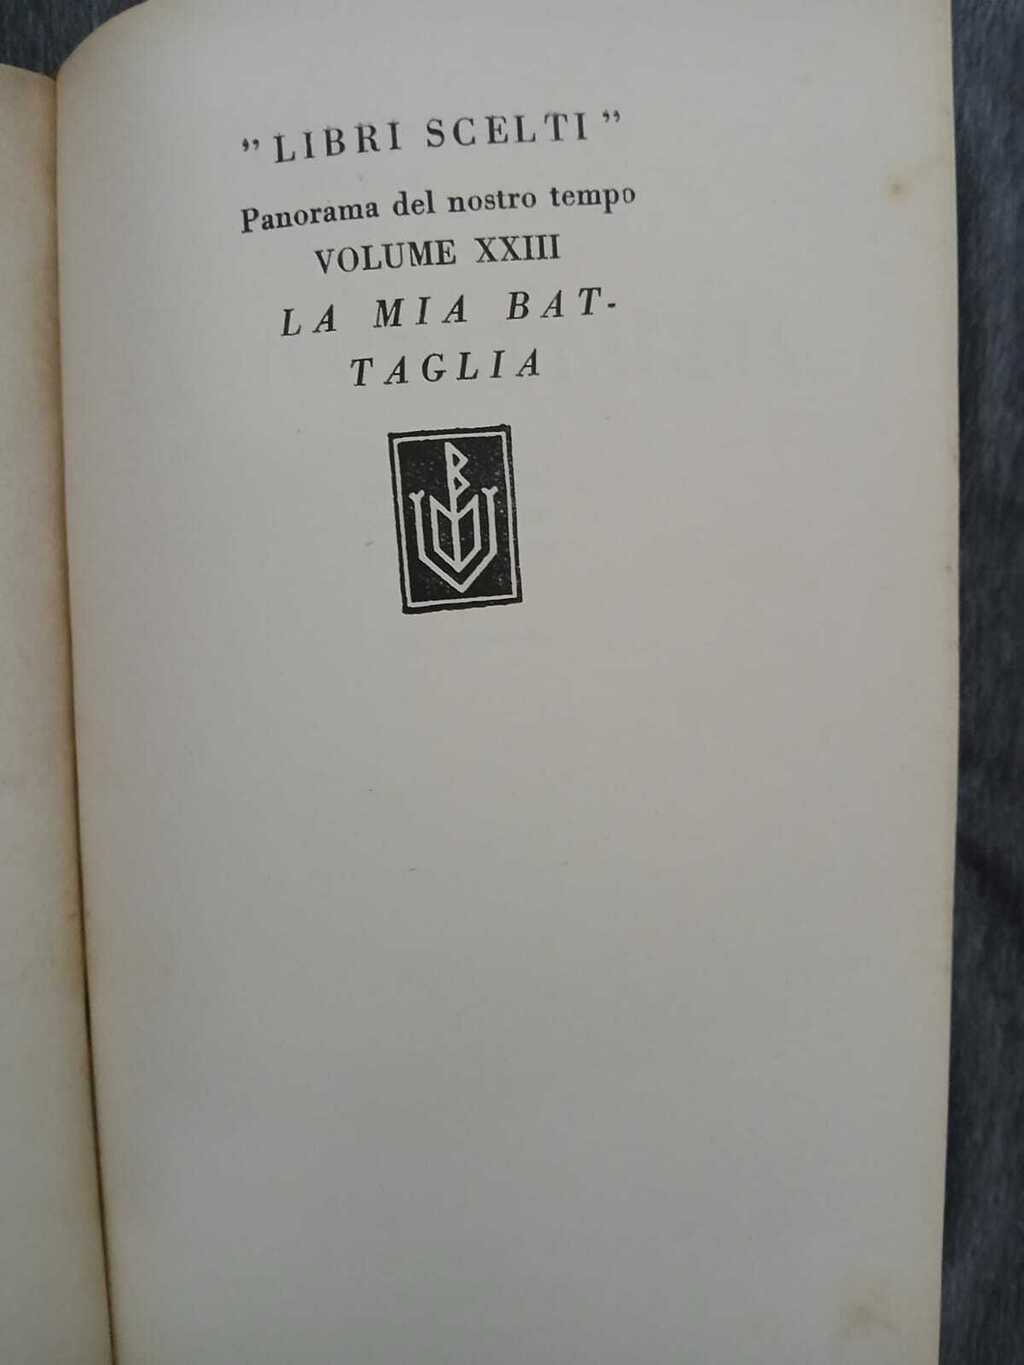 "LIBRI SCELTI"
Panorama del nostro tempo
VOLUME XXIII
LA MIA BAT-
TAGLIA